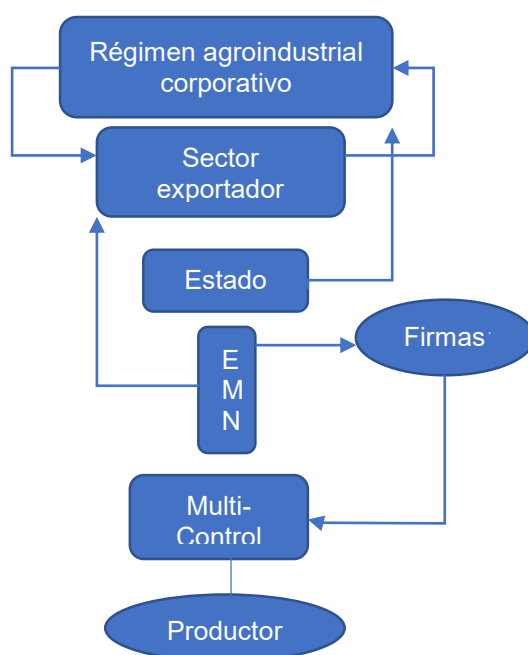 Régimen agroindustrial
corporativo
Sector
exportador
Estado
E
M
N
Firmas
Multi-
Control
Productor